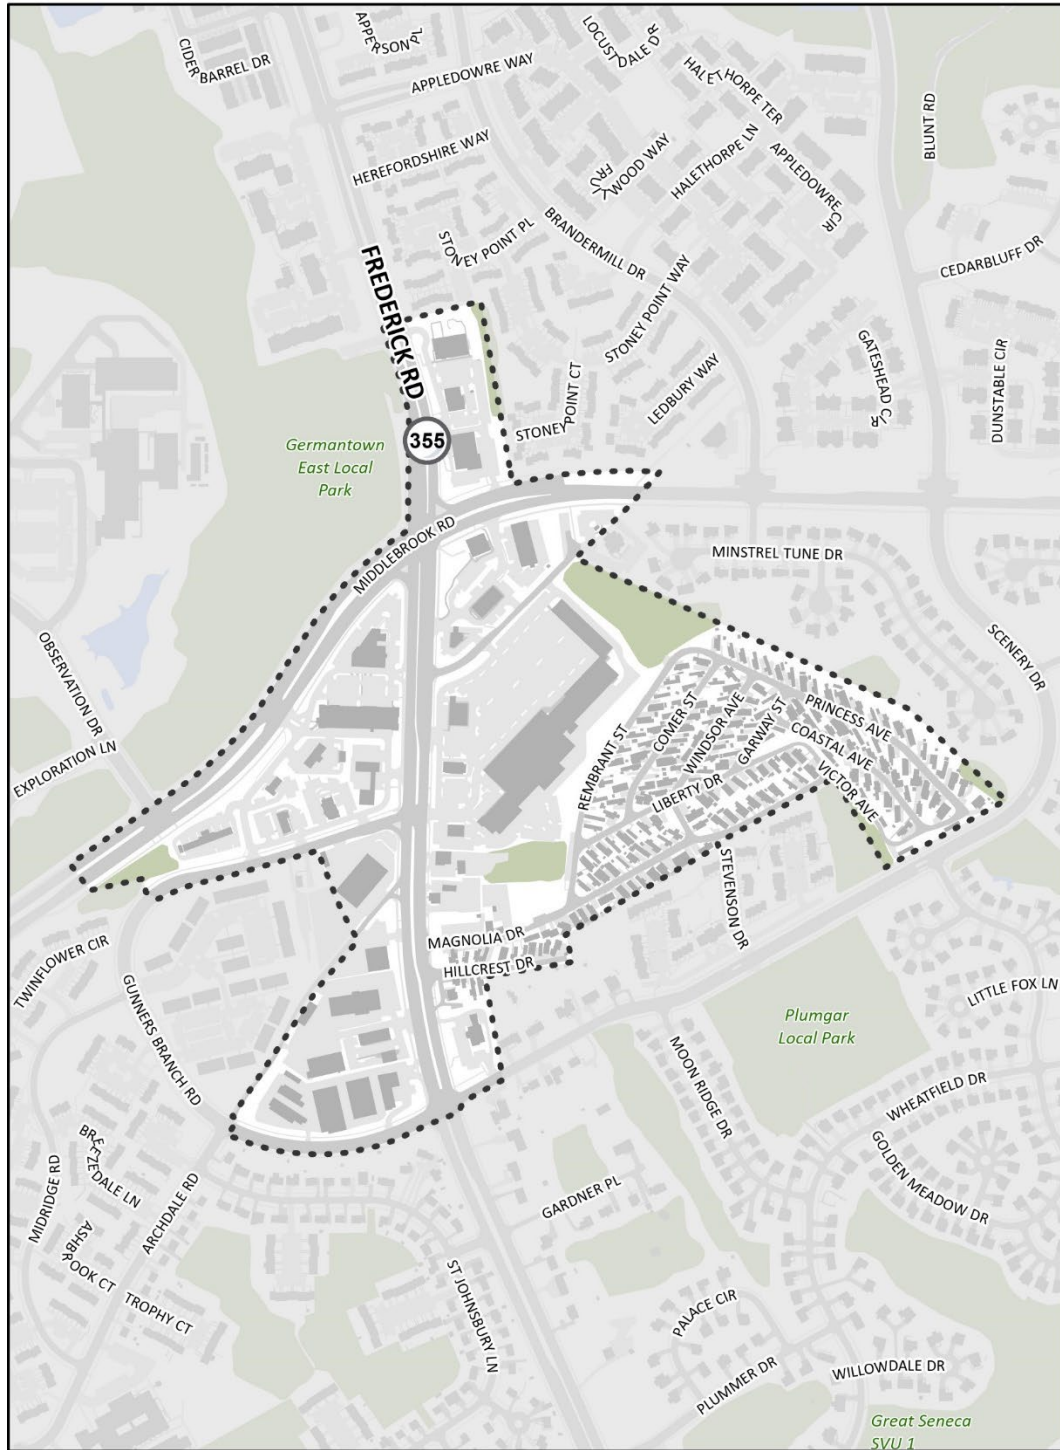 CIDER BARREL DR
APPERSON PL
LOCUST DALE DR
APPLEDOWRE WAY
HALETHORPE TER
BLUNT RD
HEREFORDSHIRE WAY
FRUITWOOD WAY
HALETHORPE LN
APPLEDOWRE CIR
STONEY POINT PL
BRANDERMILL DR
CEDARBLUFF DR
FREDERICK RD
STONEY POINT WAY
GATESHEAD CIR
DUNSTABLE CIR
LEDBURY WAY
STONEY POINT CT
355
Germantown
East Local
Park
MIDDLEBROOK RD
MINSTREL TUNE DR
OBSERVATION DR
SCENERY DR
EXPLORATION LN
REMBRANT ST
COMER ST
WINDSOR AVE
GARWAY ST
PRINCESS AVE
COASTAL AVE
LIBERTY DR
VICTOR AVE
STEVENSON DR
MAGNOLIA DR
HILLCREST DR
TWINFLOWER CIR
GUNNERS BRANCH RD
LITTLE FOX LN
Plumgar
Local Park
MOON RIDGE DR
WHEATFIELD DR
GOLDEN MEADOW DR
MIDRIDGE RD
BREEZEDALE LN
ARCHDALE RD
GARDNER PL
ASHBROOK CT
TROPHY CT
ST JOHNSBURY LN
PALACE CIR
PLUMMER DR
WILLOWDALE DR
Great Seneca
SVU 1